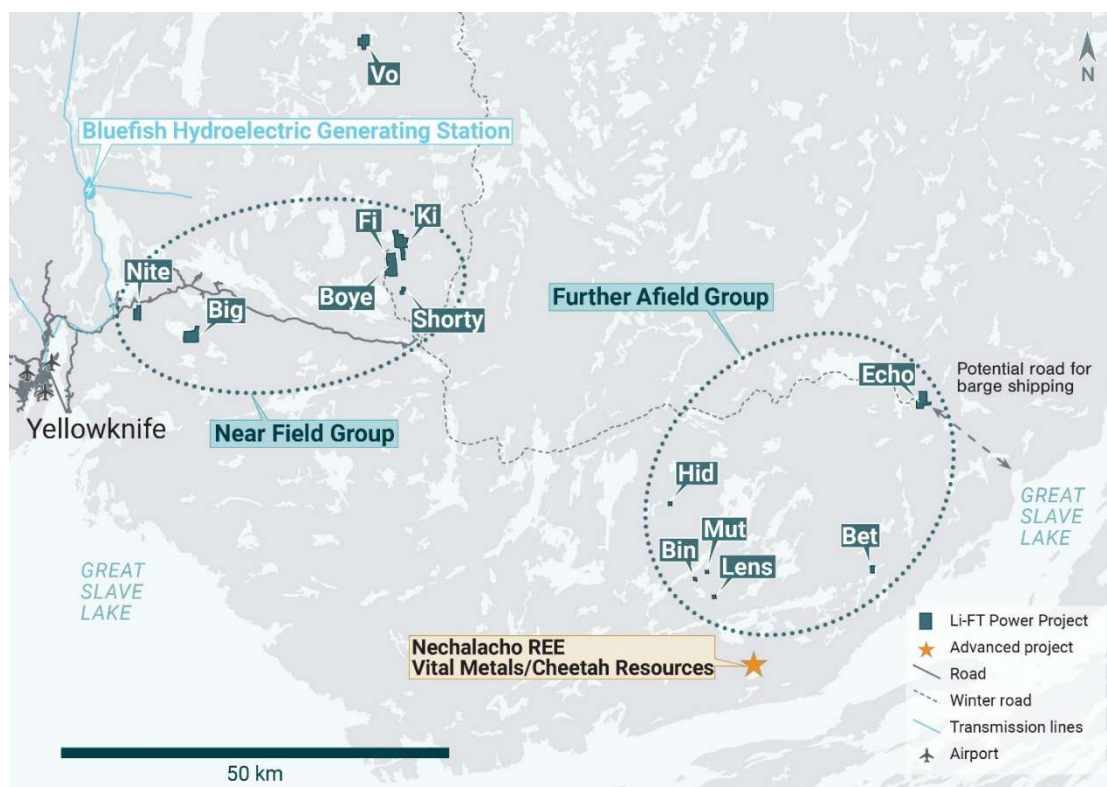 Vo
N
Bluefish Hydroelectric Generating Station
Fi
Ki
Nite
Big
Boye
Shorty
Further Afield Group
Echo
Potential road for
barge shipping
Yellowknife
Near Field Group
Hid
GREAT
SLAVE
LAKE
Mut
Bin
Lens
Bet
GREAT
SLAVE
LAKE
Nechalacho REE
Vital Metals/Cheetah Resources
Li-FT Power Project
Advanced project
Road
Winter road
Transmission lines
Airport
50 km